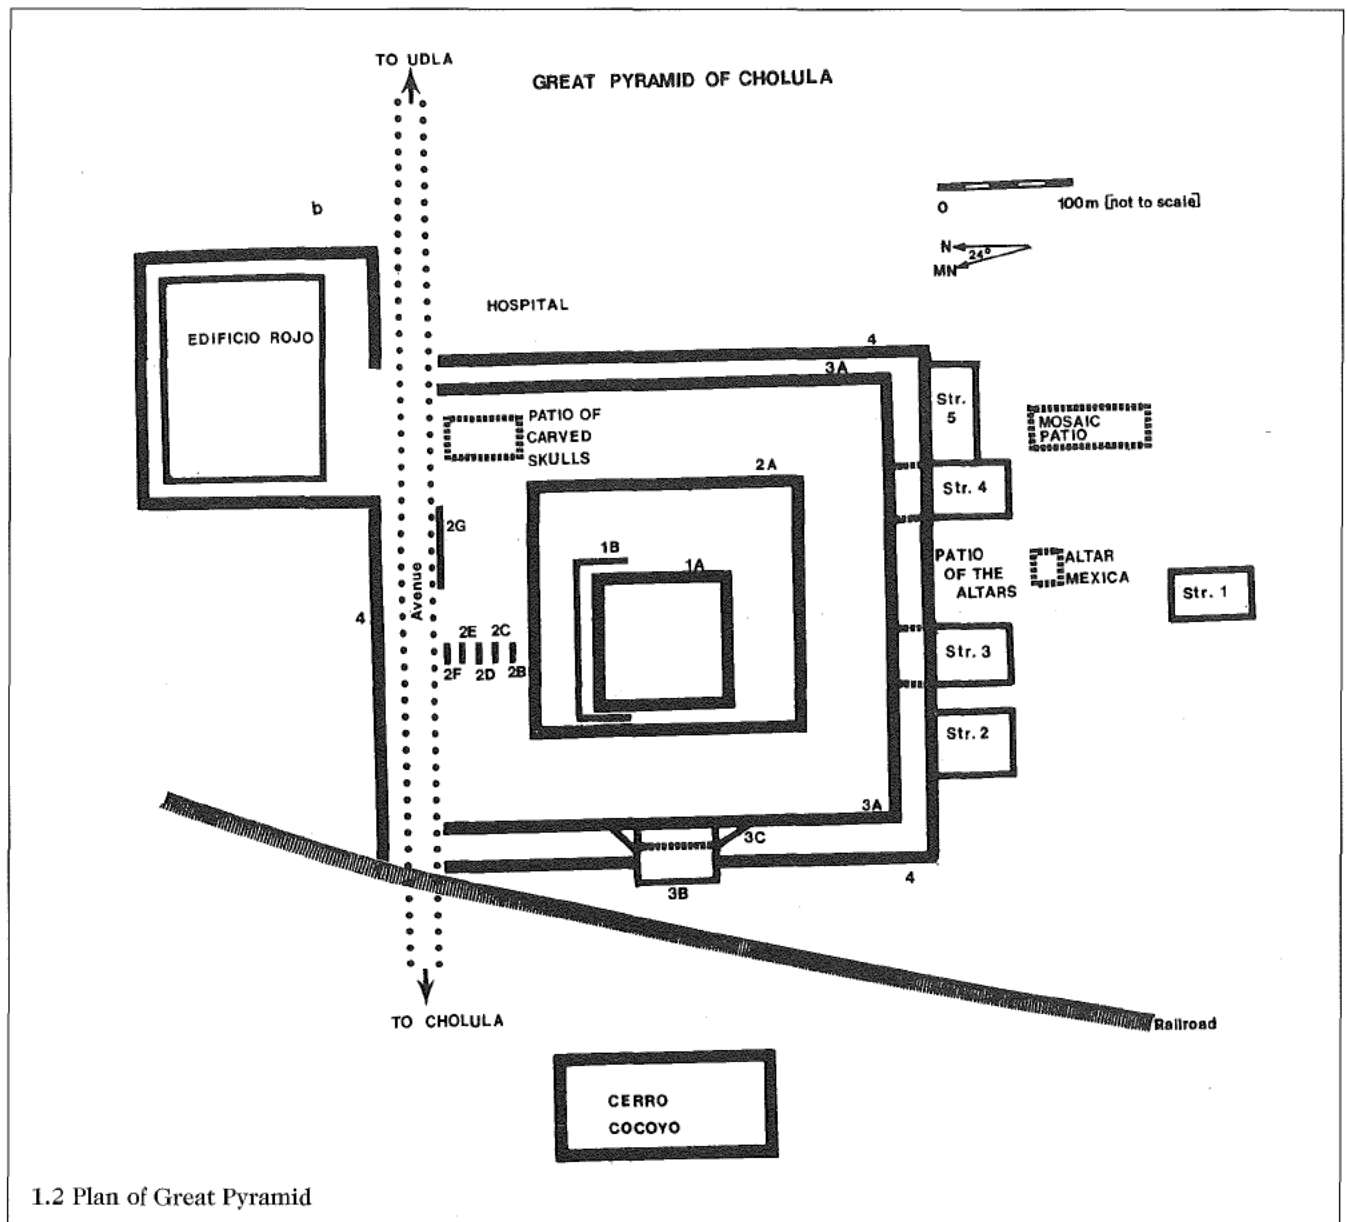 TO UDLA
GREAT PYRAMID OF CHOLULA
0 100m [not to scale]
b
N
24°
MN
HOSPITAL
EDIFICIO ROJO
4
3A
Str.
5
MOSAIC
PATIO
PATIO OF
CARVED
SKULLS
2A
Str. 4
2G
1B
1A
PATIO
OF THE
ALTARS
ALTAR
MEXICA
Str. 1
Avenue
4
2E 2C
2F 2D 2B
Str. 3
Str. 2
3A
3C
3B
4
TO CHOLULA
Railroad
CERRO
COCOYO
1.2 Plan of Great Pyramid